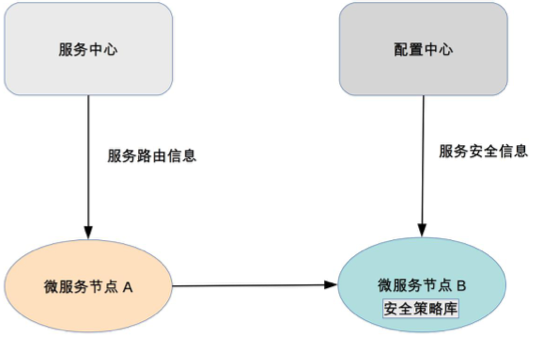 服务中心
配置中心
服务路由信息
服务安全信息
微服务节点 A
微服务节点 B
安全策略库